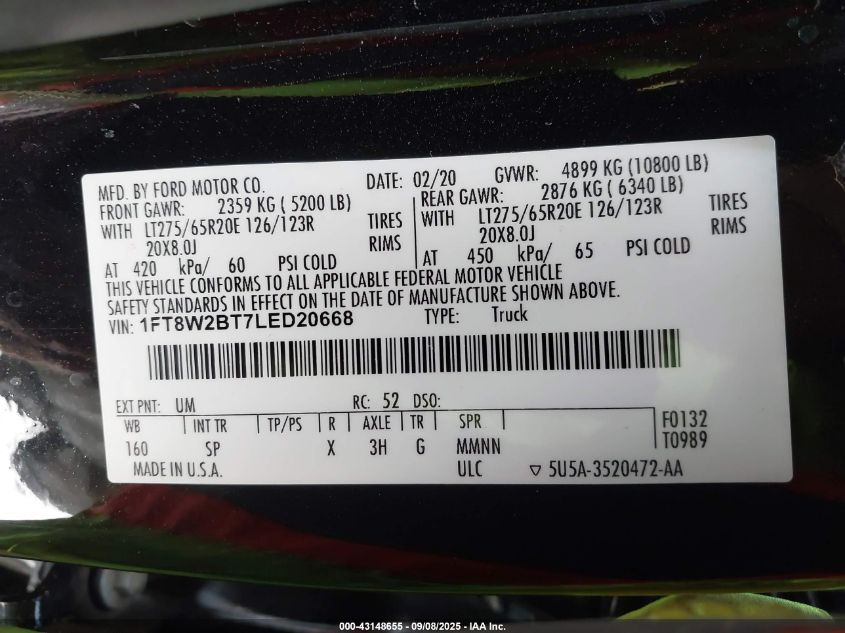 MFD. BY FORD MOTOR CO. DATE: 02/20 GVWR: 4899 KG (10800 LB)
FRONT GAWR: 2359 KG ( 5200 LB) REAR GAWR: 2876 KG ( 6340 LB)
WITH LT275/65R20E 126/123R TIRES WITH LT275/65R20E 126/123R TIRES
20X8.0J RIMS 20X8.0J RIMS
AT 420 kPa/ 60 PSI COLD AT 450 kPa/ 65 PSI COLD
THIS VEHICLE CONFORMS TO ALL APPLICABLE FEDERAL MOTOR VEHICLE
SAFETY STANDARDS IN EFFECT ON THE DATE OF MANUFACTURE SHOWN ABOVE.
VIN: 1FT8W2BT7LED20668 TYPE: Truck
EXT PNT: UM RC: 52 DSO:
WB INT TR TP/PS R AXLE TR SPR F0132
160 SP X 3H G MMNN T0989
MADE IN U.S.A. ULC ▽ 5U5A-3520472-AA
000-43148655 - 09/08/2025 - IAA Inc.